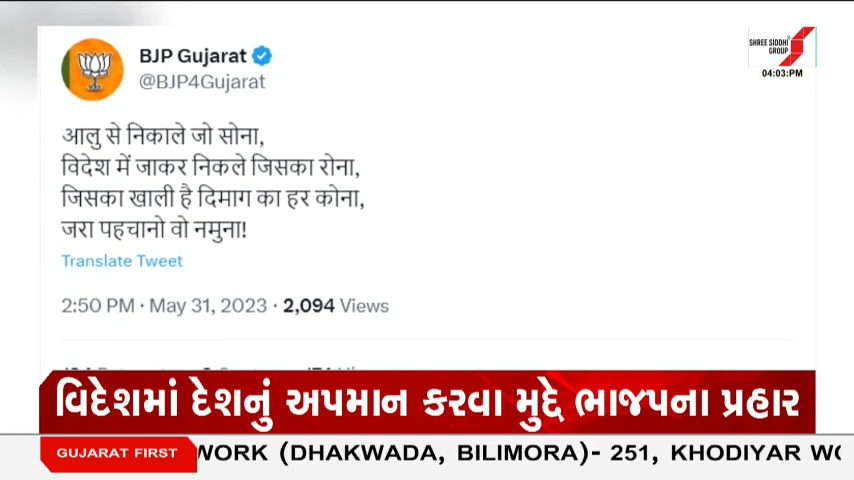 BJP Gujarat
@BJP4Gujarat
SHREE SIDDHI
GROUP
04:03:PM
आलु से निकाले जो सोना,
विदेश में जाकर निकले जिसका रोना,
जिसका खाली है दिमाग का हर कोना,
जरा पहचानो वो नमुना!
Translate Tweet
2:50 PM · May 31, 2023 · 2,094 Views
વિદેશમાં દેશનું અપમાન કરવા મુદ્દે ભાજપના પ્રહાર
GUJARAT FIRST
WORK (DHAKWADA, BILIMORA)- 251, KHODIYAR